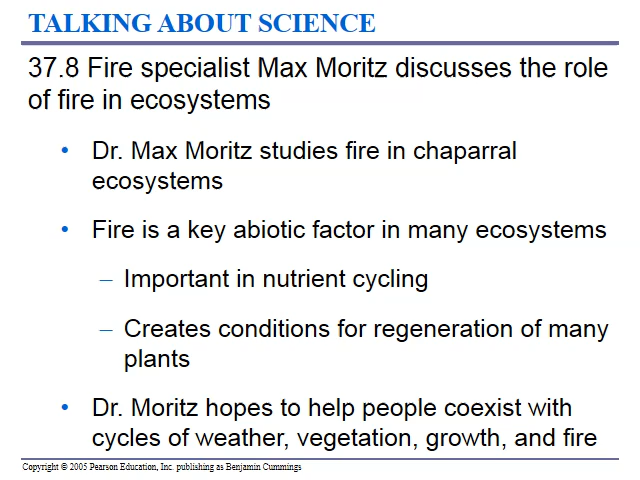 TALKING ABOUT SCIENCE
37.8 Fire specialist Max Moritz discusses the role
of fire in ecosystems
• Dr. Max Moritz studies fire in chaparral
ecosystems
• Fire is a key abiotic factor in many ecosystems
– Important in nutrient cycling
– Creates conditions for regeneration of many
plants
• Dr. Moritz hopes to help people coexist with
cycles of weather, vegetation, growth, and fire
Copyright © 2005 Pearson Education, Inc. publishing as Benjamin Cummings